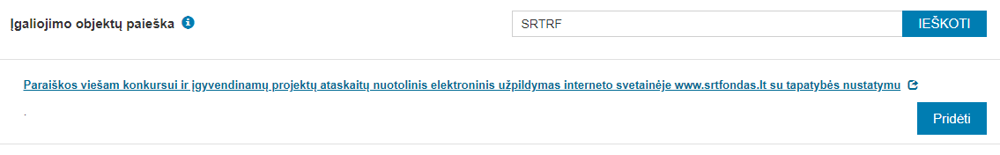 Įgaliojimo objektų paieška
SRTRF
IEŠKOTI
Paraiškos viešam konkursui ir įgyvendinamų projektų ataskaitų nuotolinis elektroninis užpildymas interneto svetainėje www.srtfondas.lt su tapatybės nustatymu
.
Pridėti